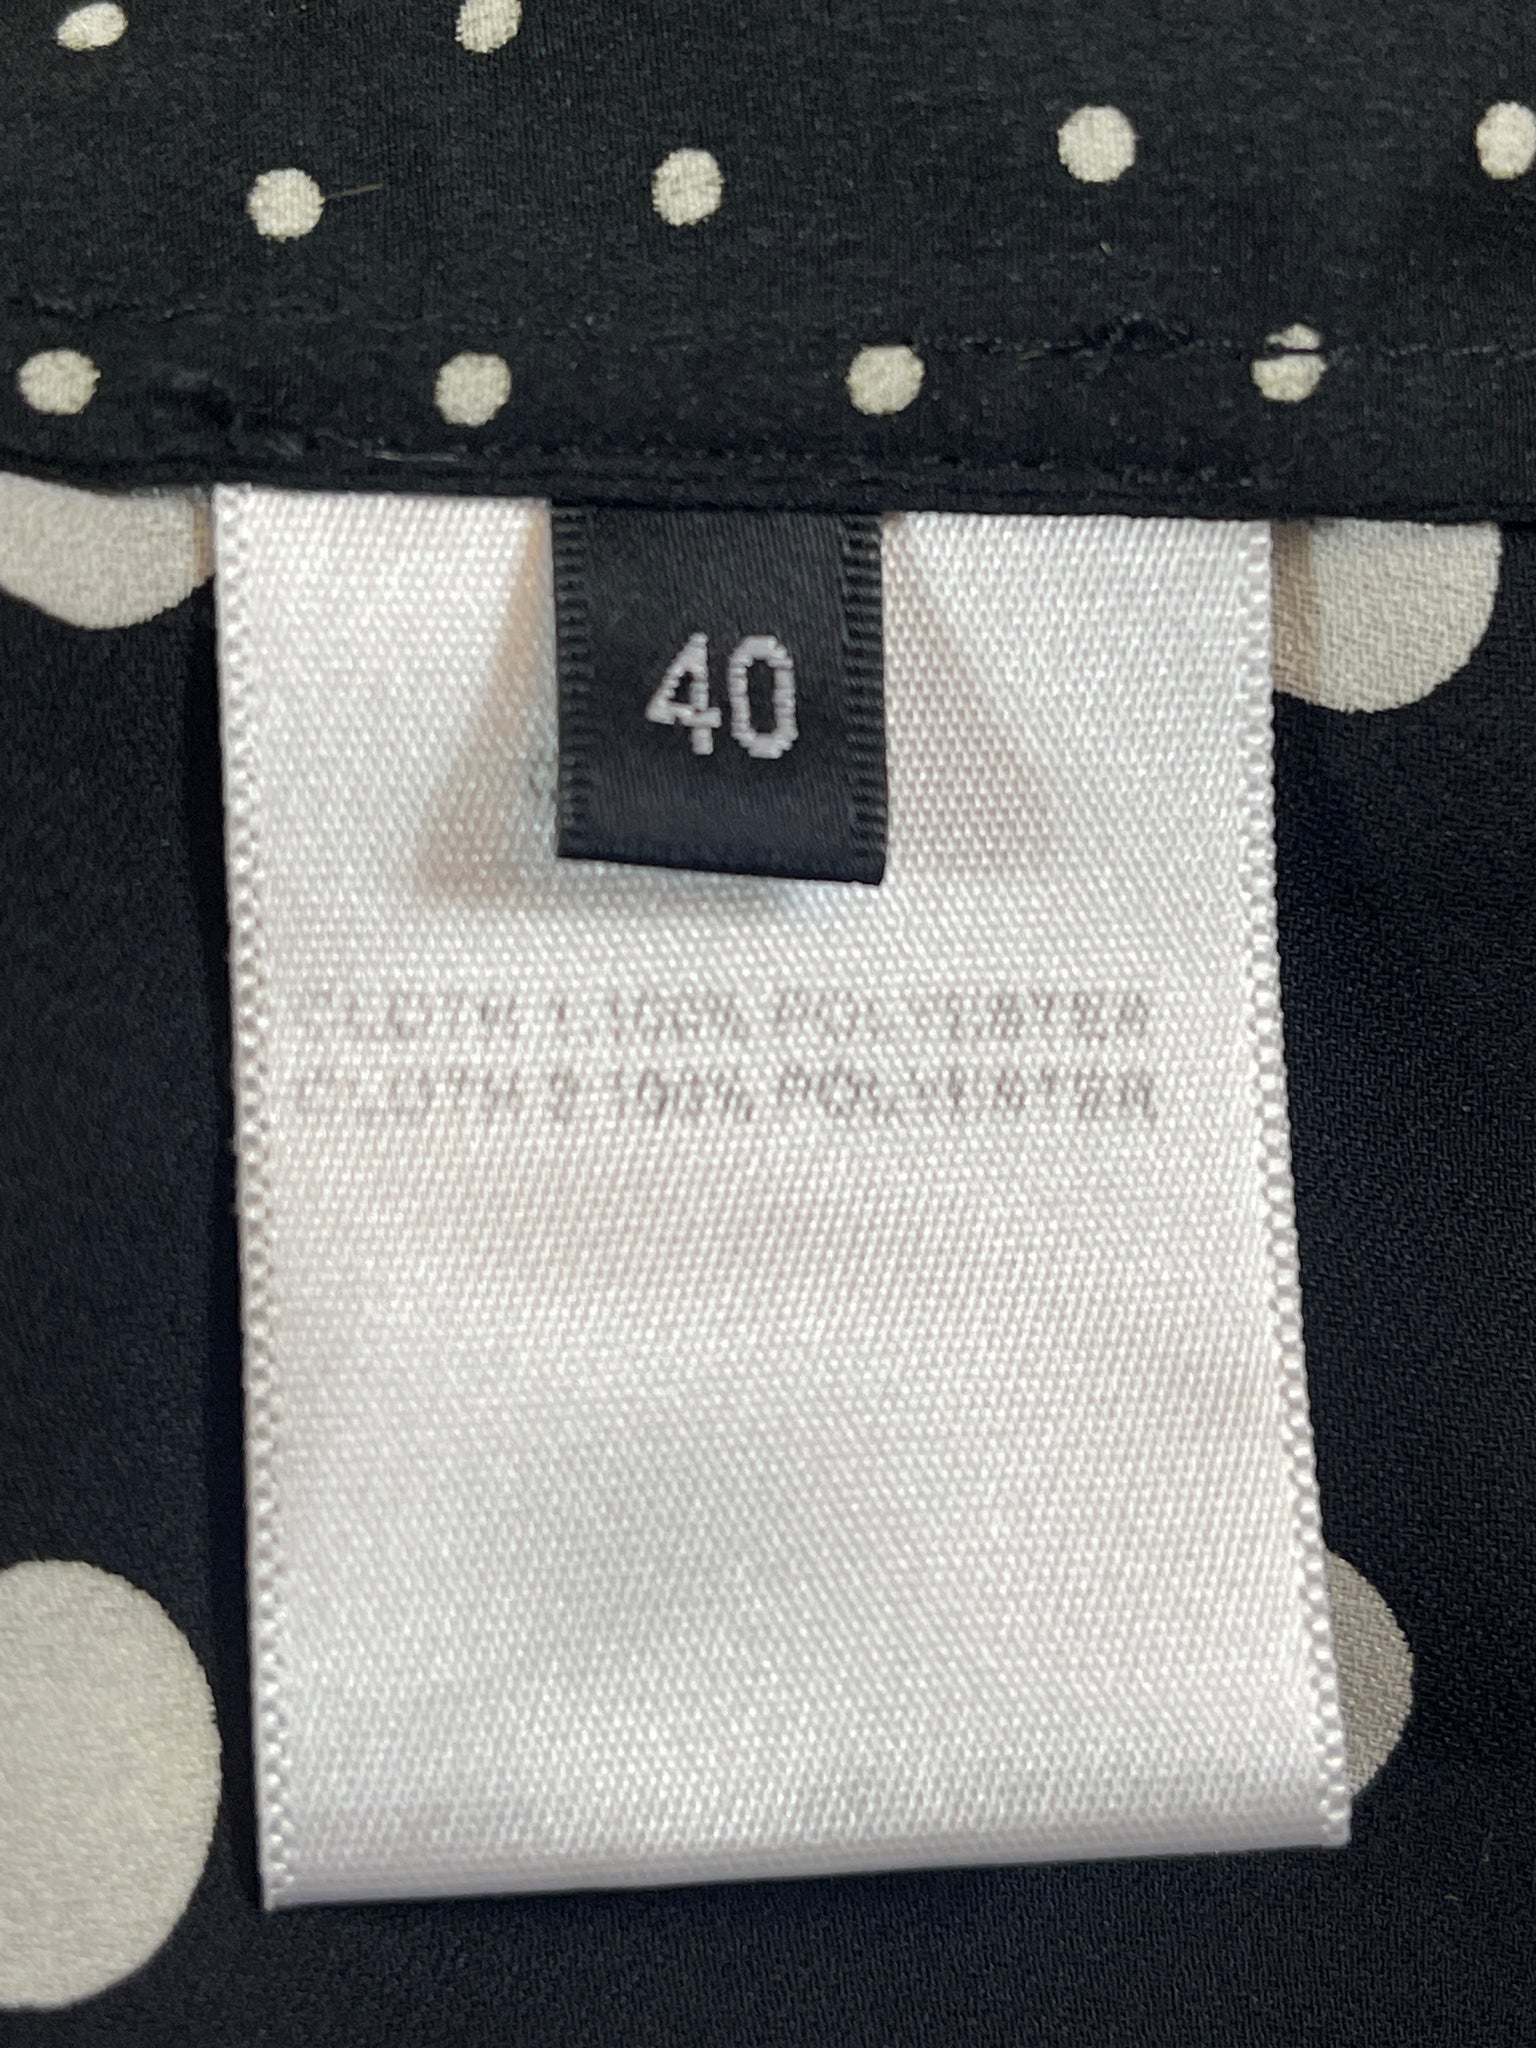 40
CLOTH 1 100% POLYESTER
CLOTH 2 100% POLYESTER